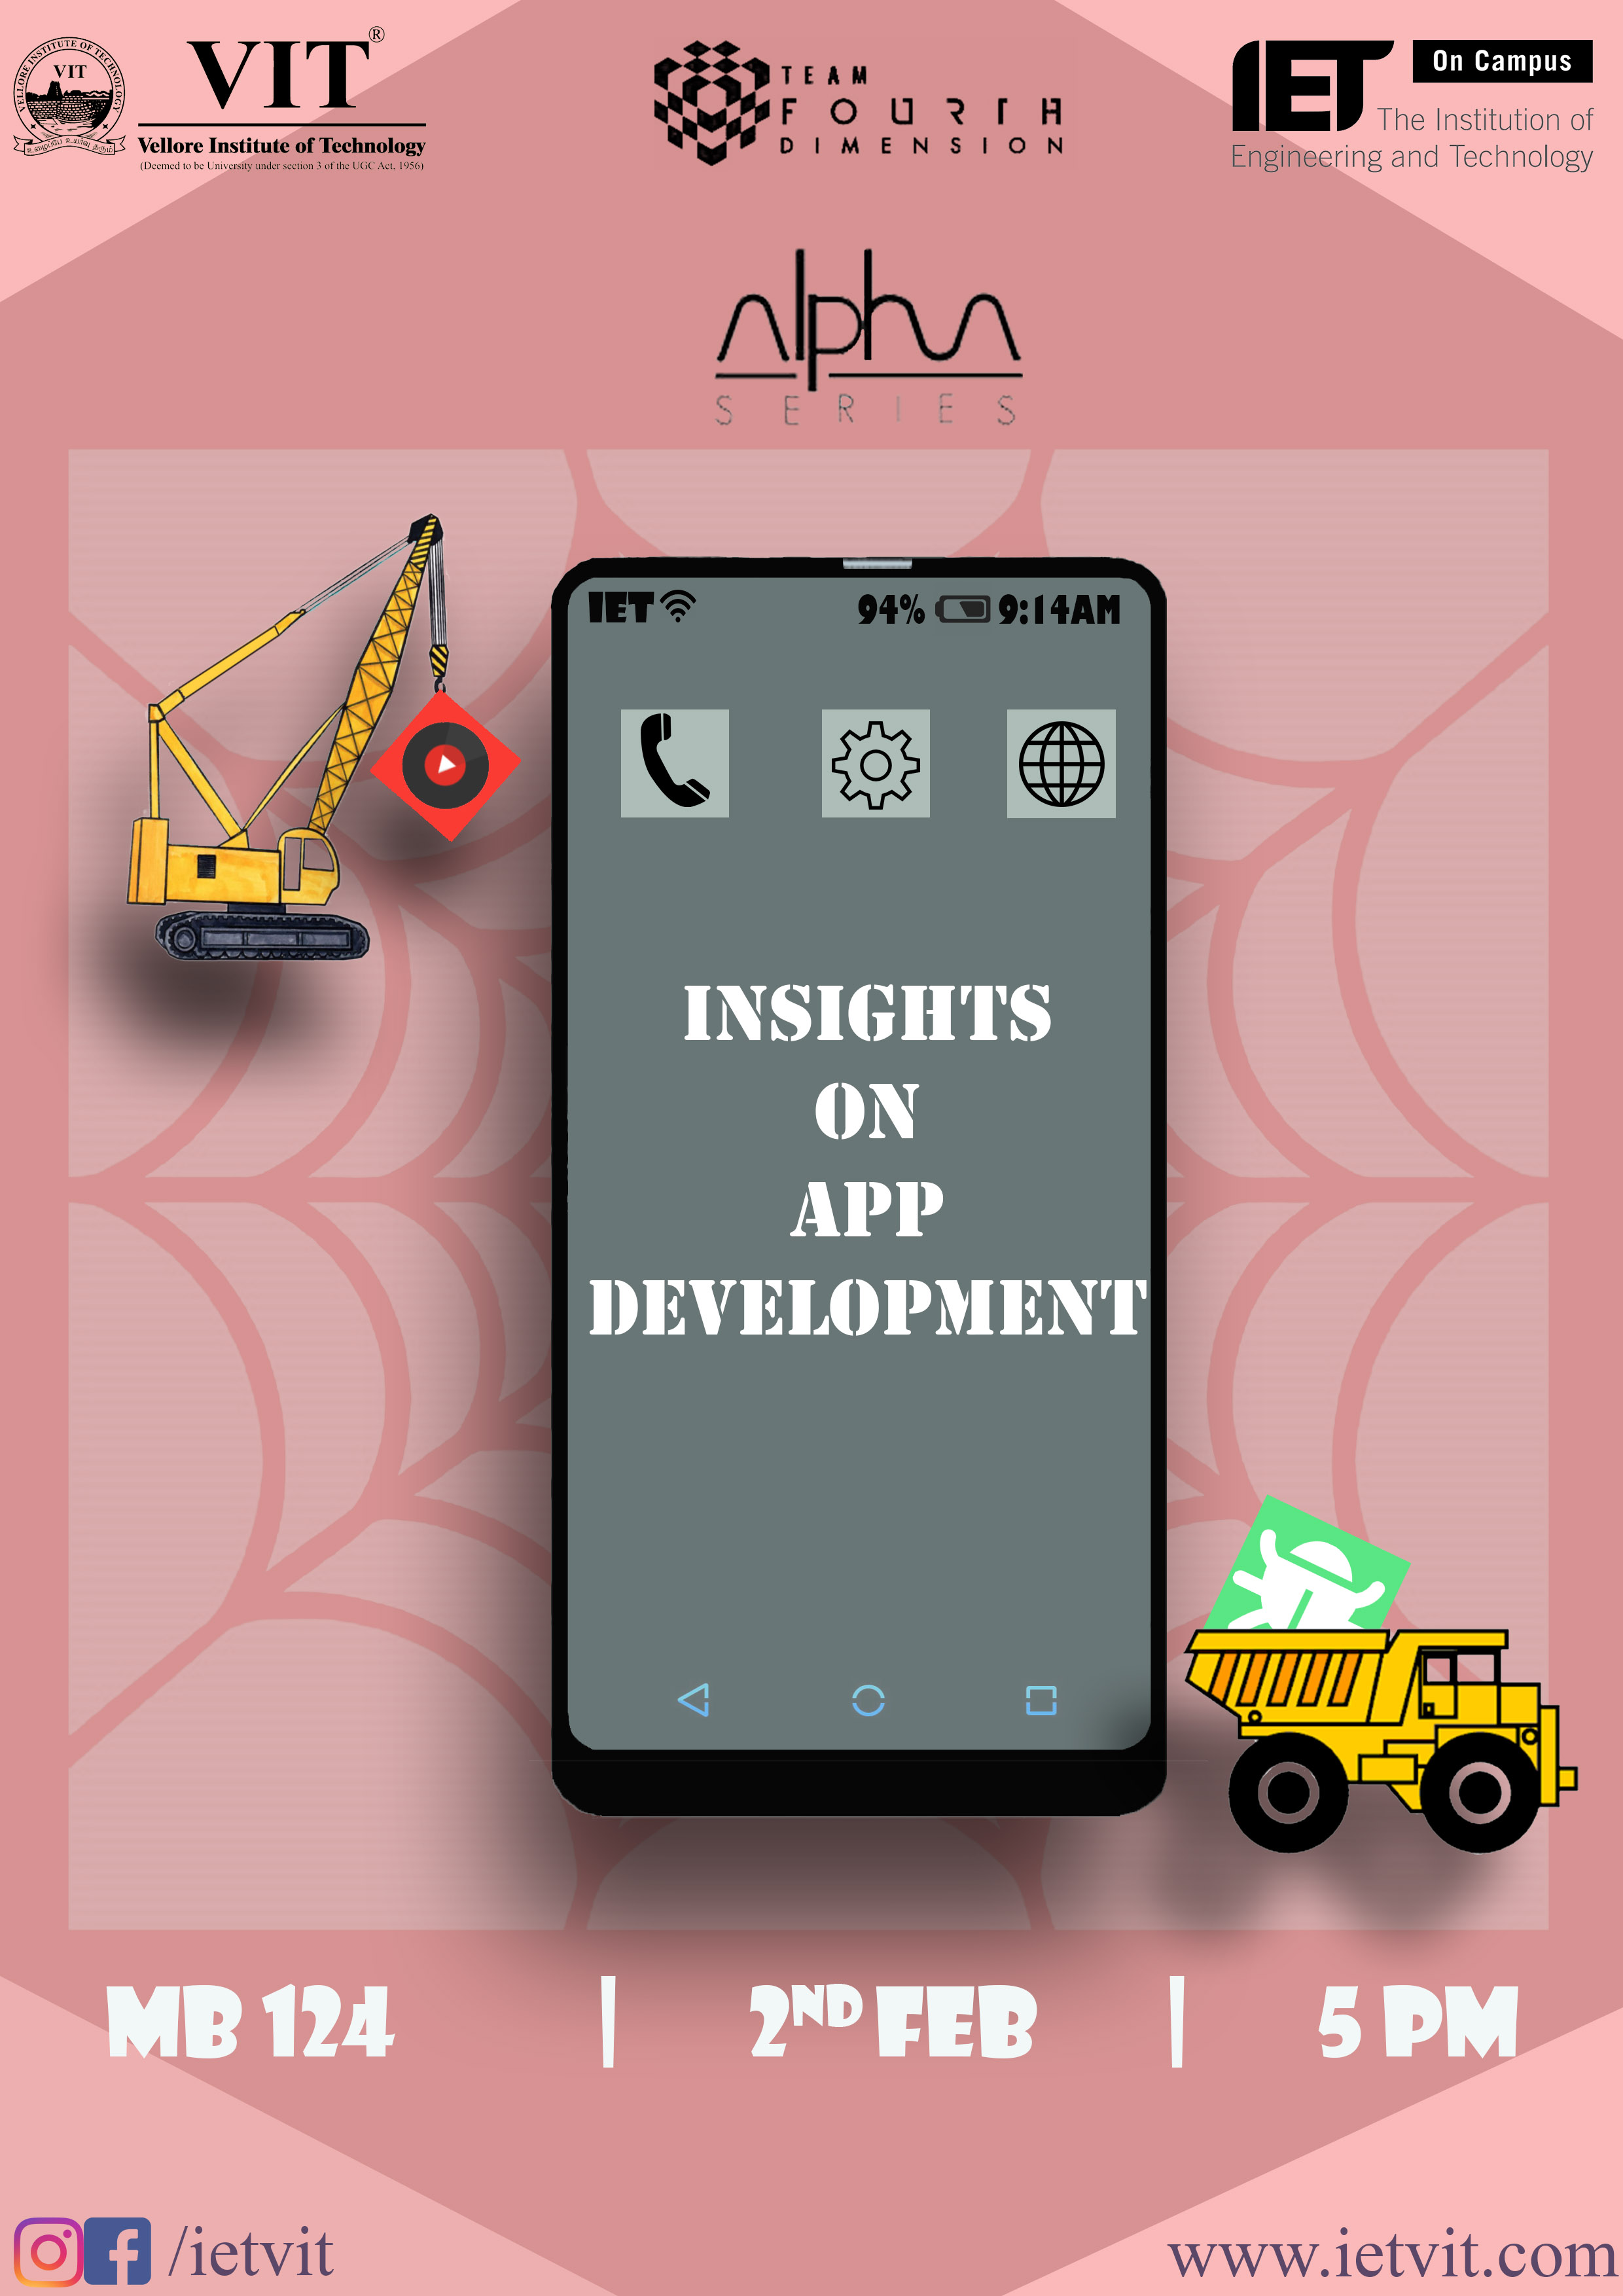 VELLORE INSTITUTE OF TECHNOLOGY
VIT
VIT®
Vellore Institute of Technology
(Deemed to be University under section 3 of the UGC Act, 1956)
TEAM
FOURTH
DIMENSION
IET On Campus
The Institution of
Engineering and Technology
alpha
SERIES
IET 94% 9:14AM
INSIGHTS
ON
APP
DEVELOPMENT
MB 124 | 2ND FEB | 5 PM
/ietvit
www.ietvit.com